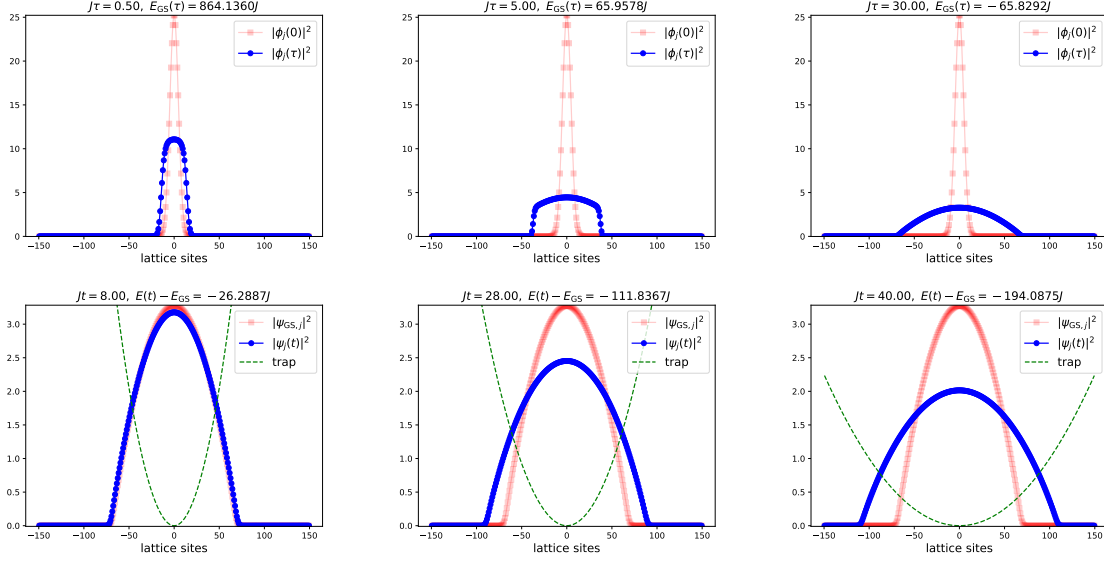 Jτ = 0.50, E_GS(τ) = 864.1360J
25
20
15
10
5
0
|ϕ_j(0)|²
|ϕ_j(τ)|²
−150 −100 −50 0 50 100 150
lattice sites
Jτ = 5.00, E_GS(τ) = 65.9578J
25
20
15
10
5
0
|ϕ_j(0)|²
|ϕ_j(τ)|²
−150 −100 −50 0 50 100 150
lattice sites
Jτ = 30.00, E_GS(τ) = −65.8292J
25
20
15
10
5
0
|ϕ_j(0)|²
|ϕ_j(τ)|²
−150 −100 −50 0 50 100 150
lattice sites
Jt = 8.00, E(t) − E_GS = −26.2887J
3.0
2.5
2.0
1.5
1.0
0.5
0.0
|ψ_GS,j|²
|ψ_j(t)|²
trap
−150 −100 −50 0 50 100 150
lattice sites
Jt = 28.00, E(t) − E_GS = −111.8367J
3.0
2.5
2.0
1.5
1.0
0.5
0.0
|ψ_GS,j|²
|ψ_j(t)|²
trap
−150 −100 −50 0 50 100 150
lattice sites
Jt = 40.00, E(t) − E_GS = −194.0875J
3.0
2.5
2.0
1.5
1.0
0.5
0.0
|ψ_GS,j|²
|ψ_j(t)|²
trap
−150 −100 −50 0 50 100 150
lattice sites